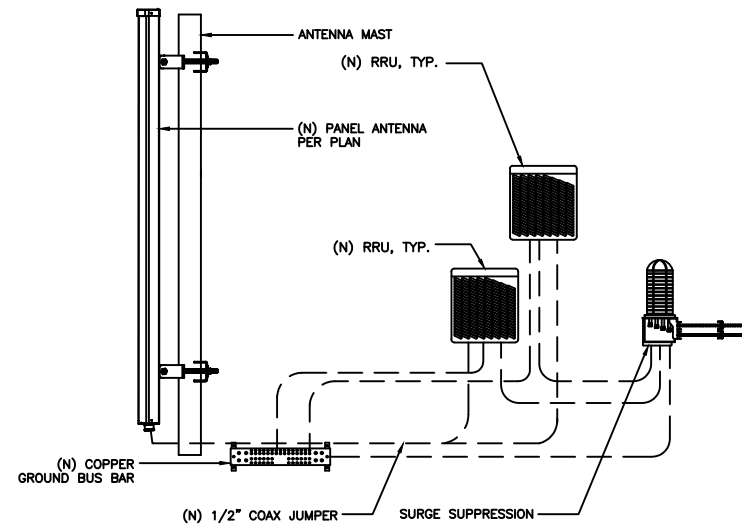 ANTENNA MAST
(N) RRU, TYP.
(N) PANEL ANTENNA
PER PLAN
(N) RRU, TYP.
(N) COPPER
GROUND BUS BAR
(N) 1/2" COAX JUMPER
SURGE SUPPRESSION